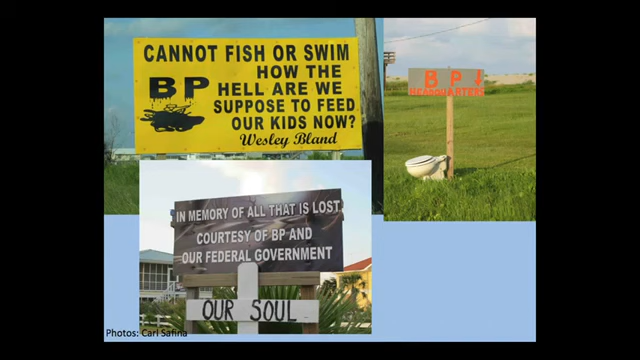 CANNOT FISH OR SWIM
BP
HOW THE
HELL ARE WE
SUPPOSE TO FEED
OUR KIDS NOW?
Wesley Bland
BP
HEADQUARTERS
IN MEMORY OF ALL THAT IS LOST
COURTESY OF BP AND
OUR FEDERAL GOVERNMENT
OUR SOUL
Photos: Carl Safina